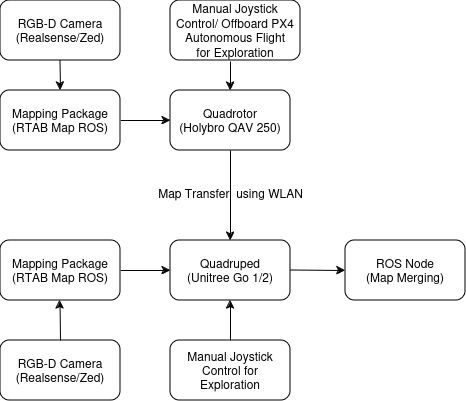 RGB-D Camera
(Realsense/Zed)
Manual Joystick
Control/ Offboard PX4
Autonomous Flight
for Exploration
Mapping Package
(RTAB Map ROS)
Quadrotor
(Holybro QAV 250)
Map Transfer using WLAN
Mapping Package
(RTAB Map ROS)
Quadruped
(Unitree Go 1/2)
ROS Node
(Map Merging)
RGB-D Camera
(Realsense/Zed)
Manual Joystick
Control for
Exploration